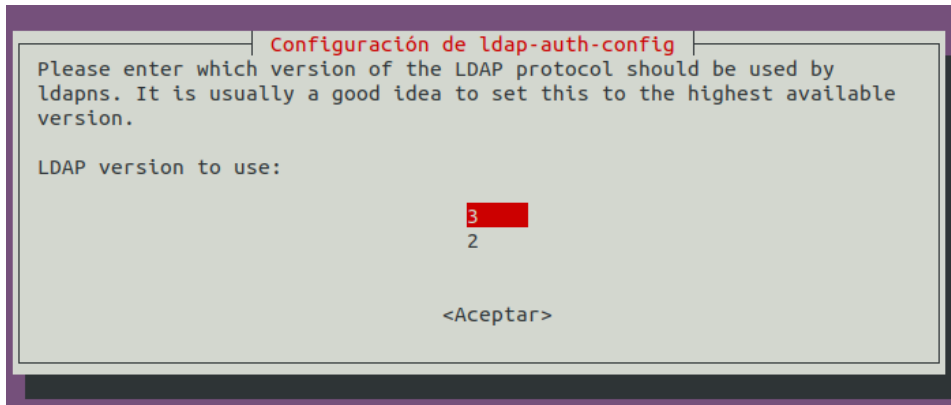 Configuración de ldap-auth-config
Please enter which version of the LDAP protocol should be used by
ldapns. It is usually a good idea to set this to the highest available
version.
LDAP version to use:
3
2
<Aceptar>